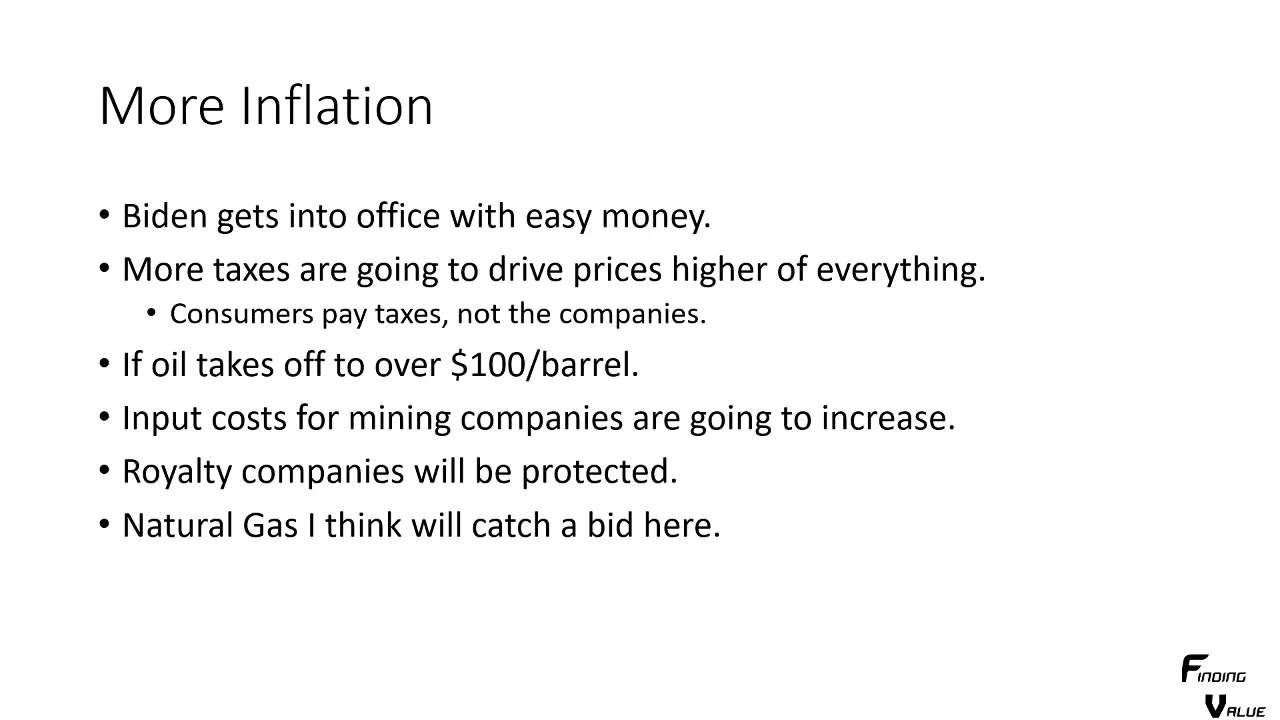 More Inflation
• Biden gets into office with easy money.
• More taxes are going to drive prices higher of everything.
• Consumers pay taxes, not the companies.
• If oil takes off to over $100/barrel.
• Input costs for mining companies are going to increase.
• Royalty companies will be protected.
• Natural Gas I think will catch a bid here.
Finding
Value